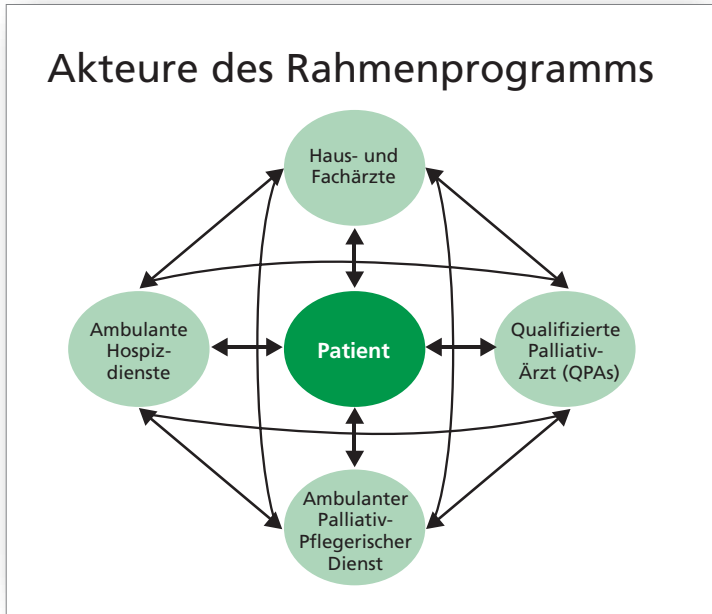 Akteure des Rahmenprogramms
Haus- und
Fachärzte
Ambulante
Hospiz-
dienste
Patient
Qualifizierte
Palliativ-
Ärzt (QPAs)
Ambulanter
Palliativ-
Pflegerischer
Dienst